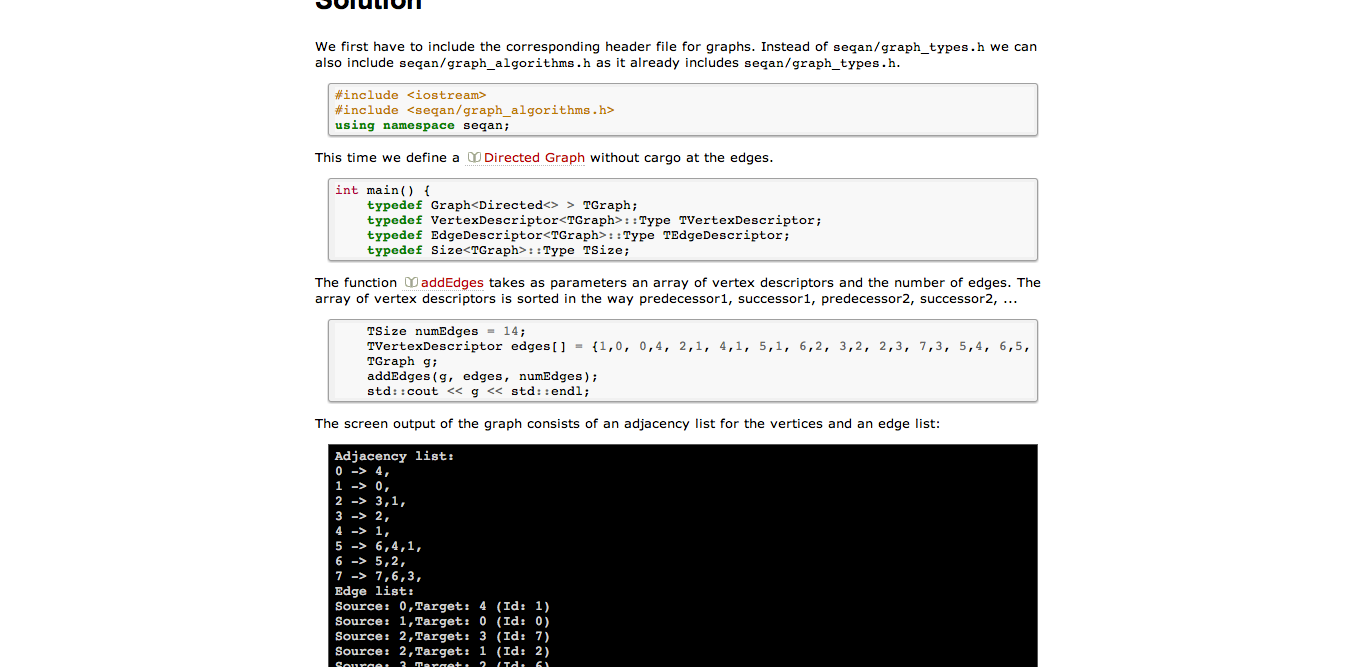 Solution
We first have to include the corresponding header file for graphs. Instead of seqan/graph_types.h we can
also include seqan/graph_algorithms.h as it already includes seqan/graph_types.h.
#include <iostream>
#include <seqan/graph_algorithms.h>
using namespace seqan;
This time we define a Directed Graph without cargo at the edges.
int main() {
    typedef Graph<Directed<> > TGraph;
    typedef VertexDescriptor<TGraph>::Type TVertexDescriptor;
    typedef EdgeDescriptor<TGraph>::Type TEdgeDescriptor;
    typedef Size<TGraph>::Type TSize;
The function addEdges takes as parameters an array of vertex descriptors and the number of edges. The
array of vertex descriptors is sorted in the way predecessor1, successor1, predecessor2, successor2, ...
    TSize numEdges = 14;
    TVertexDescriptor edges[] = {1,0, 0,4, 2,1, 4,1, 5,1, 6,2, 3,2, 2,3, 7,3, 5,4, 6,5,
    TGraph g;
    addEdges(g, edges, numEdges);
    std::cout << g << std::endl;
The screen output of the graph consists of an adjacency list for the vertices and an edge list:
Adjacency list:
0 -> 4,
1 -> 0,
2 -> 3,1,
3 -> 2,
4 -> 1,
5 -> 6,4,1,
6 -> 5,2,
7 -> 7,6,3,
Edge list:
Source: 0,Target: 4 (Id: 1)
Source: 1,Target: 0 (Id: 0)
Source: 2,Target: 3 (Id: 7)
Source: 2,Target: 1 (Id: 2)
Source: 3,Target: 2 (Id: 6)